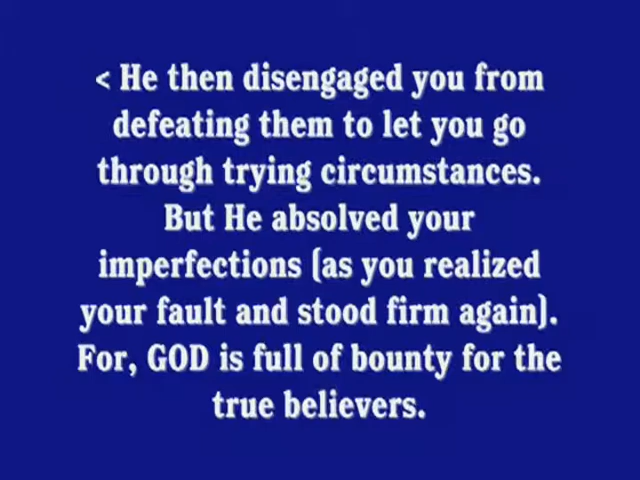 < He then disengaged you from
defeating them to let you go
through trying circumstances.
But He absolved your
imperfections (as you realized
your fault and stood firm again).
For, GOD is full of bounty for the
true believers.